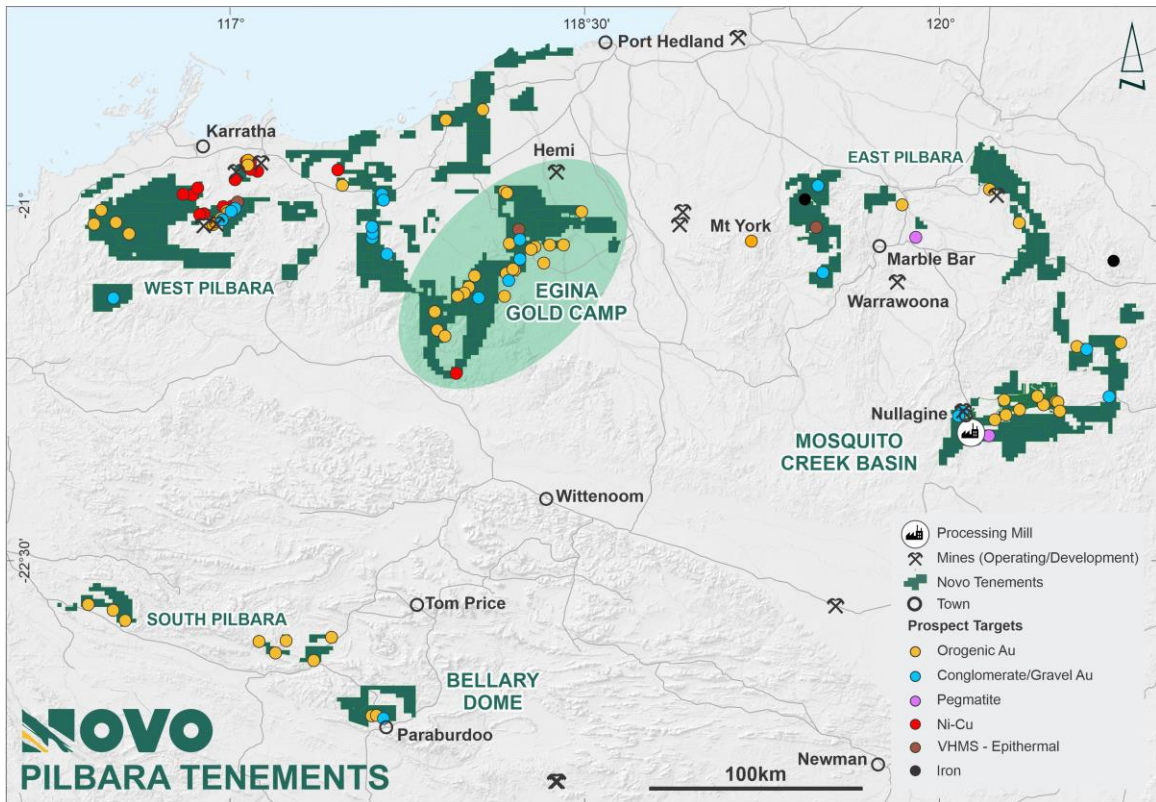 117°
118°30'
120°
Port Hedland
N
Karratha
Hemi
EAST PILBARA
-21°
Mt York
Marble Bar
WEST PILBARA
EGINA
GOLD CAMP
Warrawoona
Nullagine
MOSQUITO
CREEK BASIN
Wittenoom
-22°30'
Tom Price
SOUTH PILBARA
BELLARY
DOME
Paraburdoo
Newman
100km
NOVO
PILBARA TENEMENTS
Processing Mill
Mines (Operating/Development)
Novo Tenements
Town
Prospect Targets
Orogenic Au
Conglomerate/Gravel Au
Pegmatite
Ni-Cu
VHMS - Epithermal
Iron